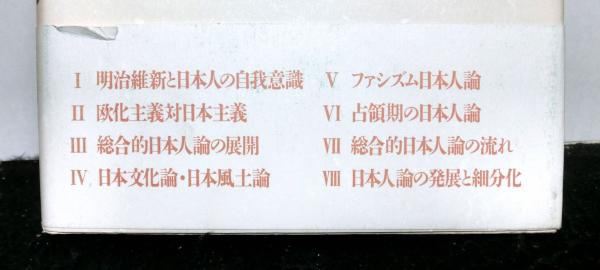 I 明治維新と日本人の自我意識
II 欧化主義対日本主義
III 総合的日本人論の展開
IV 日本文化論・日本風土論
V ファシズム日本人論
VI 占領期の日本人論
VII 総合的日本人論の流れ
VIII 日本人論の発展と細分化